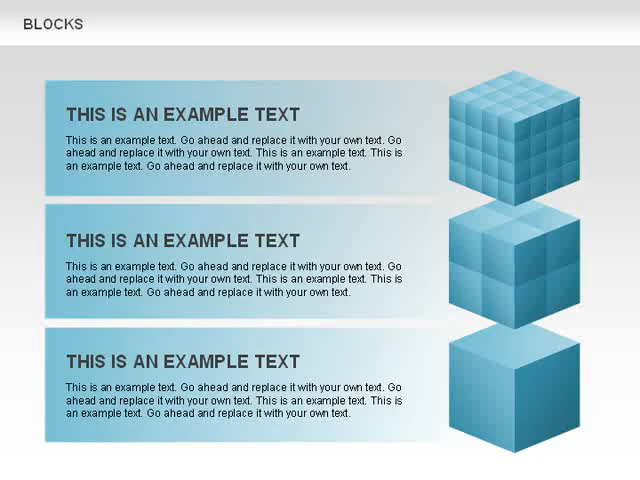 BLOCKS
THIS IS AN EXAMPLE TEXT
This is an example text. Go ahead and replace it with your own text. Go
ahead and replace it with your own text. This is an example text. This is
an example text. Go ahead and replace it with your own text.
THIS IS AN EXAMPLE TEXT
This is an example text. Go ahead and replace it with your own text. Go
ahead and replace it with your own text. This is an example text. This is
an example text. Go ahead and replace it with your own text.
THIS IS AN EXAMPLE TEXT
This is an example text. Go ahead and replace it with your own text. Go
ahead and replace it with your own text. This is an example text. This is
an example text. Go ahead and replace it with your own text.